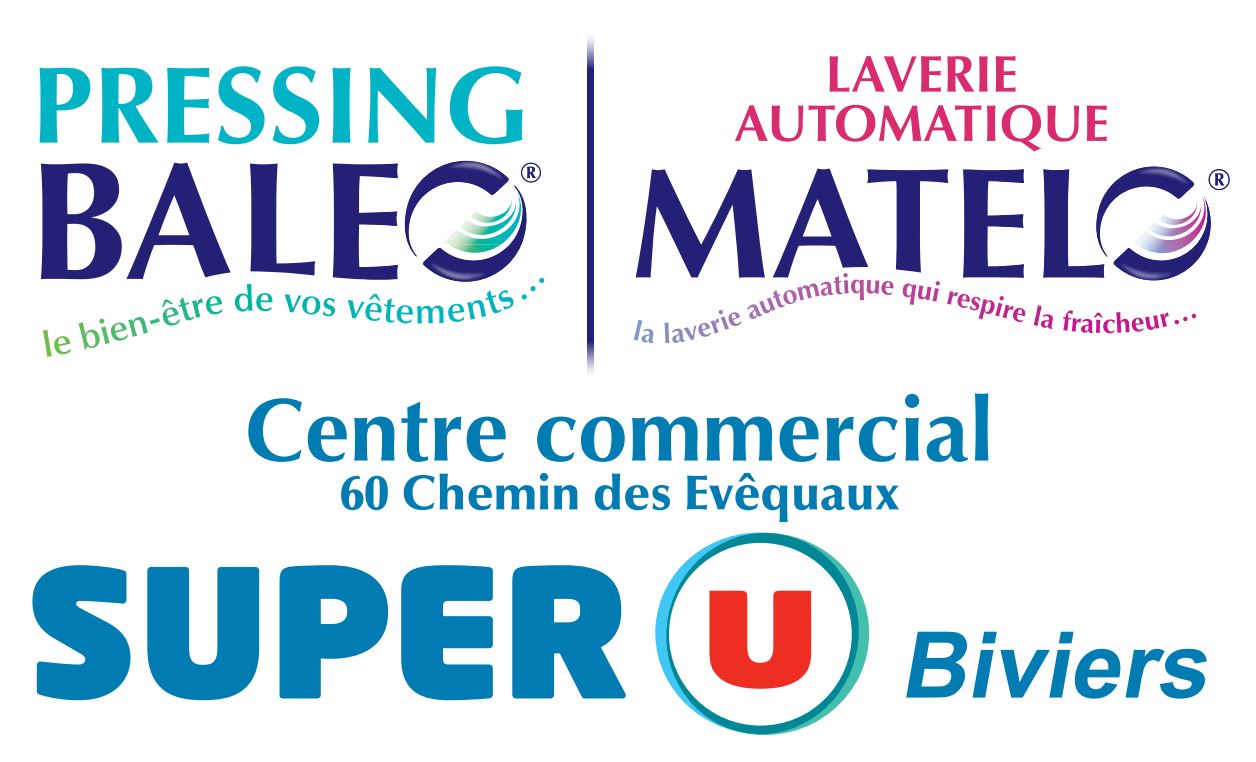 PRESSING
BALEO®
le bien-être de vos vêtements...
LAVERIE
AUTOMATIQUE
MATELO®
la laverie automatique qui respire la fraîcheur...
Centre commercial
60 Chemin des Evêquaux
SUPER U Biviers